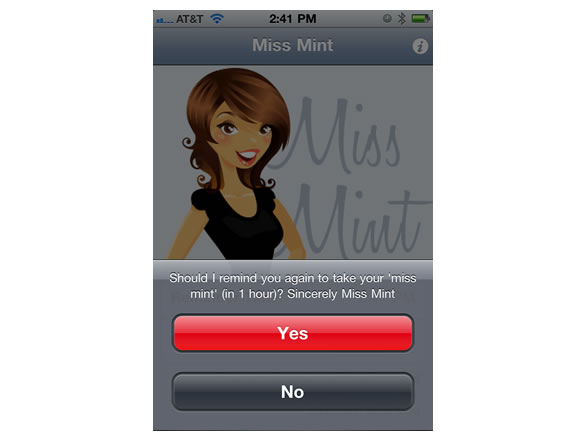 AT&T 2:41 PM
Miss Mint
Miss
Mint
Should I remind you again to take your 'miss
mint' (in 1 hour)? Sincerely Miss Mint
Yes
No